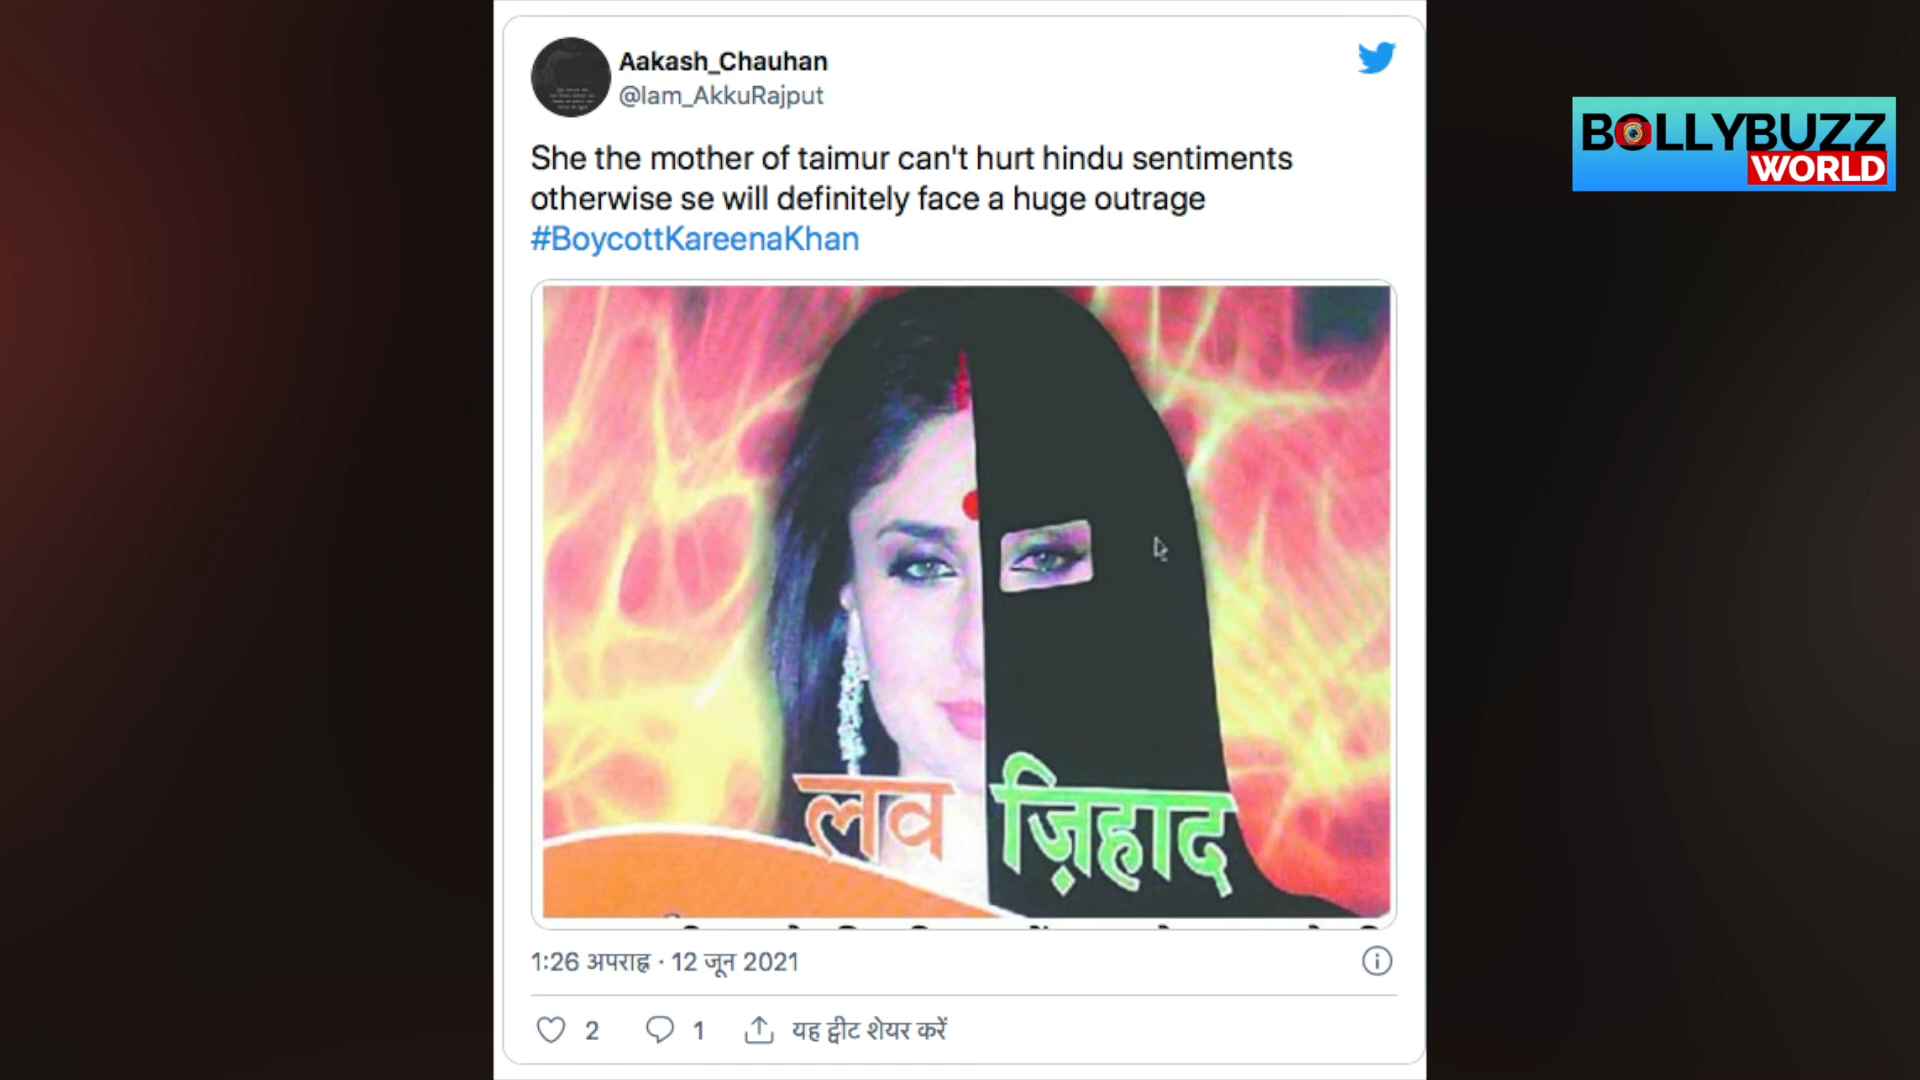 Aakash_Chauhan
@Iam_AkkuRajput
She the mother of taimur can't hurt hindu sentiments
otherwise se will definitely face a huge outrage
#BoycottKareenaKhan
लव ज़िहाद
1:26 अपराह्न · 12 जून 2021
2 1 यह ट्वीट शेयर करें
BOLLYBUZZ
WORLD